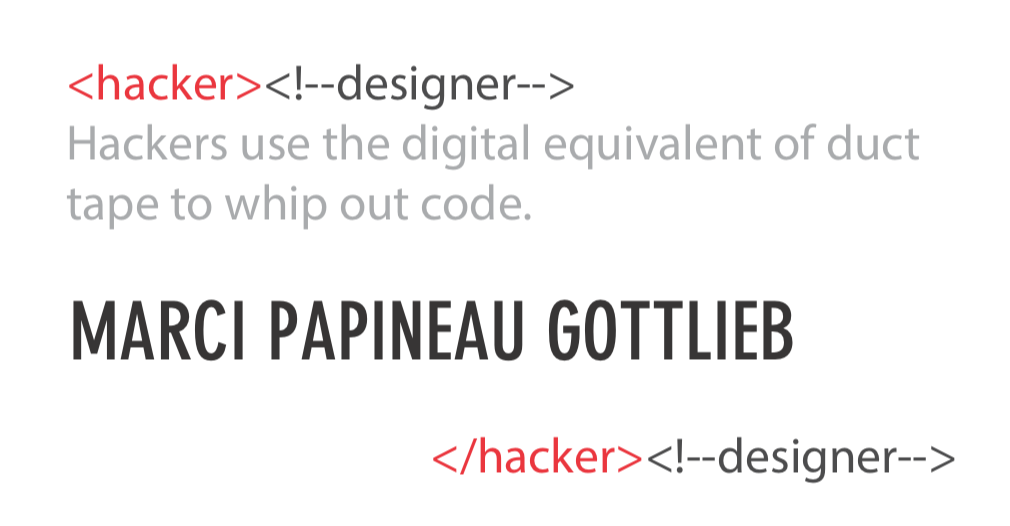 <hacker><!--designer-->
Hackers use the digital equivalent of duct
tape to whip out code.
MARCI PAPINEAU GOTTLIEB
</hacker><!--designer-->